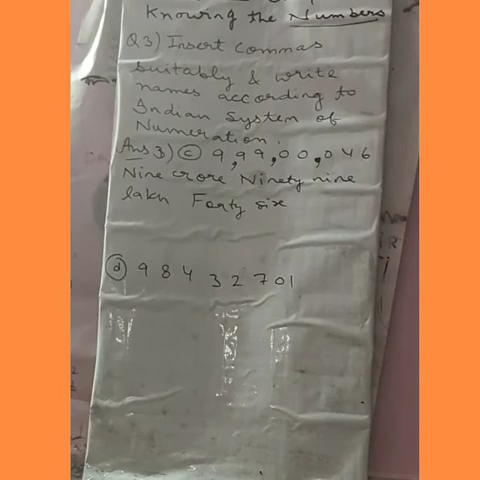 Knowing the Numbers
Q3) Insert commas
suitably & write
names according to
Indian System of
Numeration.
Ans 3) c 9,99,00,046
Nine crore Ninety nine
lakh Forty six
d 98432701